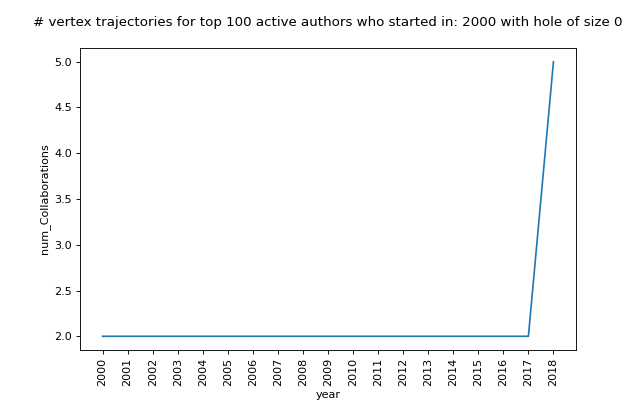 # vertex trajectories for top 100 active authors who started in: 2000 with hole of size 0
5.0
4.5
4.0
3.5
3.0
2.5
2.0
num_Collaborations
2000 2001 2002 2003 2004 2005 2006 2007 2008 2009 2010 2011 2012 2013 2014 2015 2016 2017 2018
year